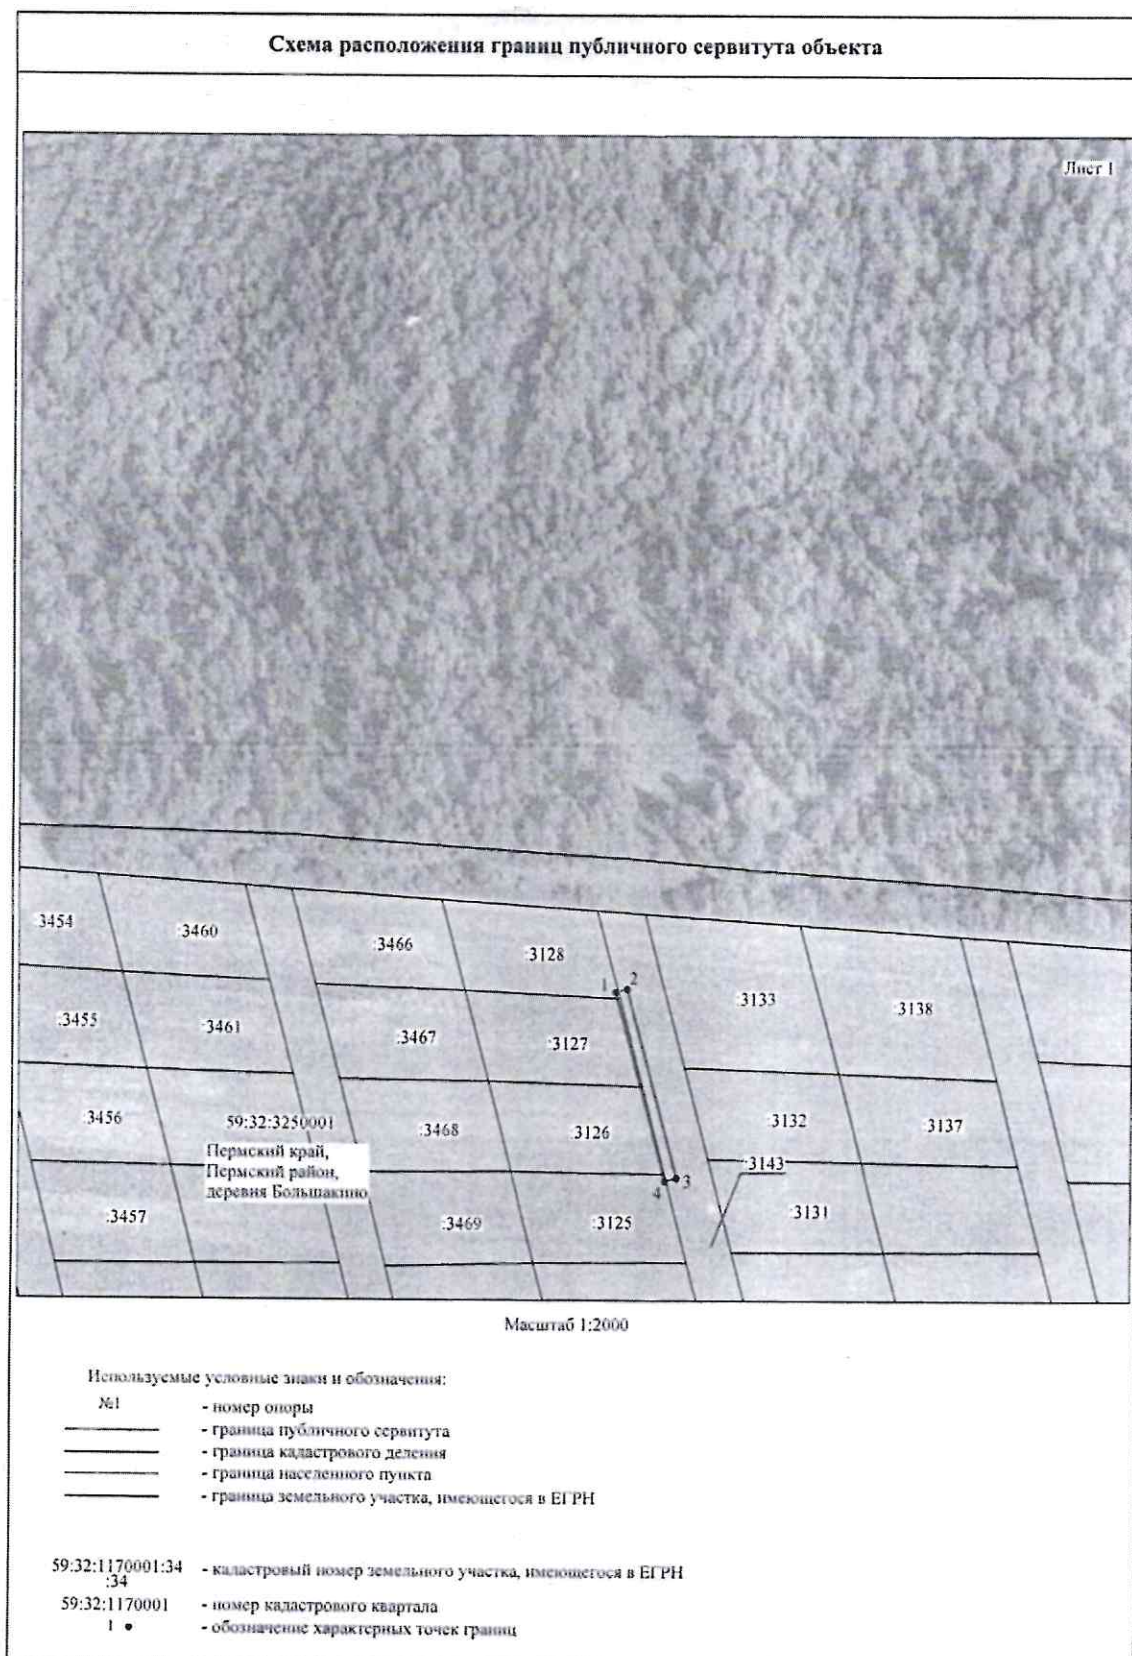 Схема расположения границ публичного сервитута объекта
Лист 1
:3454
:3460
:3466
:3128
1
2
:3133
:3138
:3455
:3461
:3467
:3127
:3456
59:32:3250001
:3468
:3126
:3132
:3137
Пермский край,
Пермский район,
деревня Большакино
:3143
4
3
:3457
:3469
:3125
:3131
Масштаб 1:2000
Используемые условные знаки и обозначения:
№1 - номер опоры
- граница публичного сервитута
- граница кадастрового деления
- граница населенного пункта
- граница земельного участка, имеющегося в ЕГРН
59:32:1170001:34 - кадастровый номер земельного участка, имеющегося в ЕГРН
:34
59:32:1170001 - номер кадастрового квартала
1 - обозначение характерных точек границ